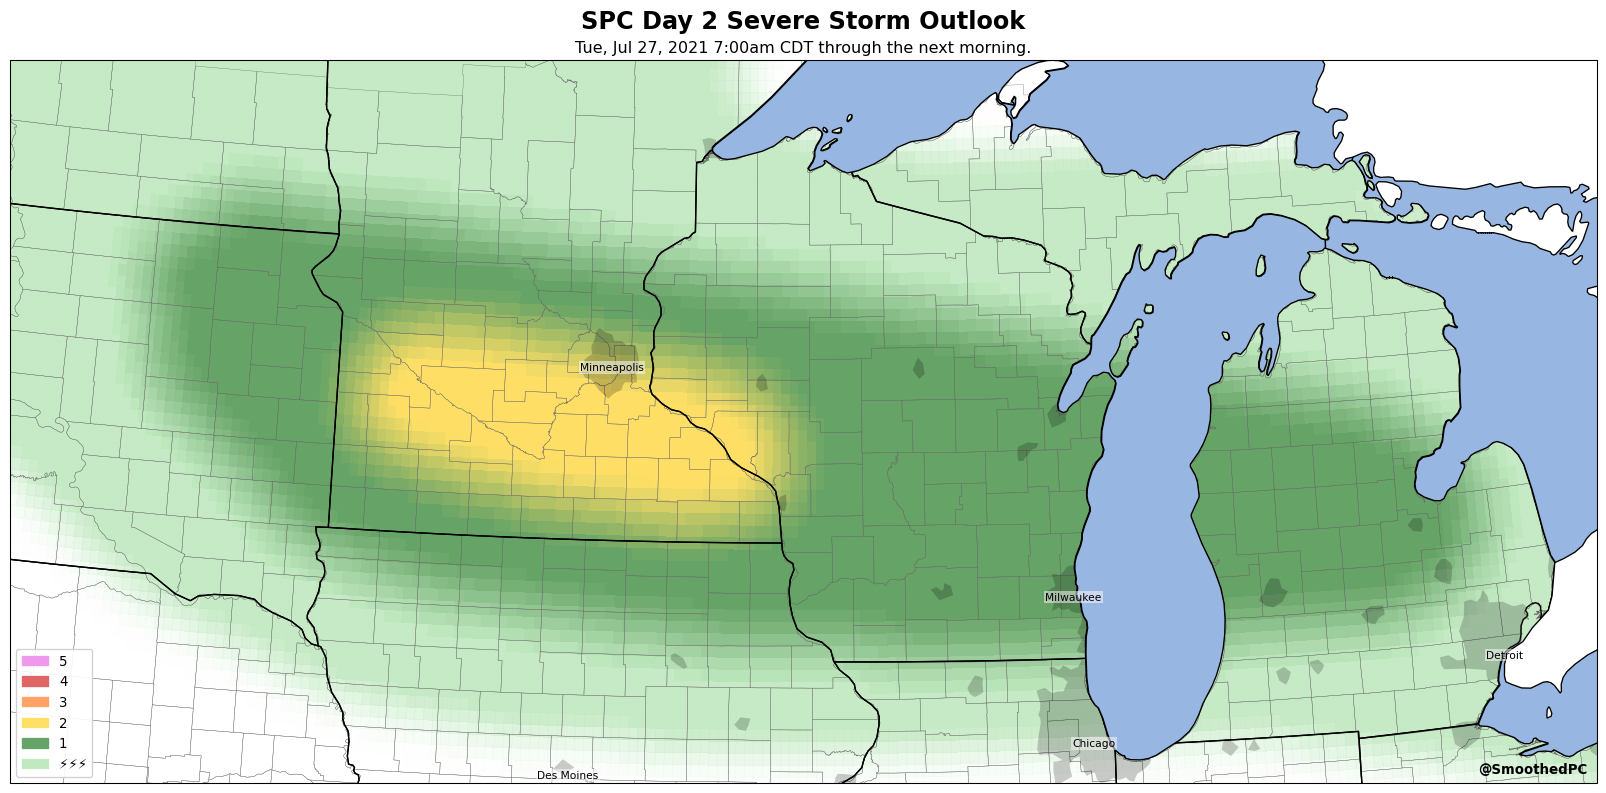 SPC Day 2 Severe Storm Outlook
Tue, Jul 27, 2021 7:00am CDT through the next morning.
Minneapolis
Milwaukee
Detroit
Chicago
Des Moines
5
4
3
2
1
⚡⚡⚡
@SmoothedPC